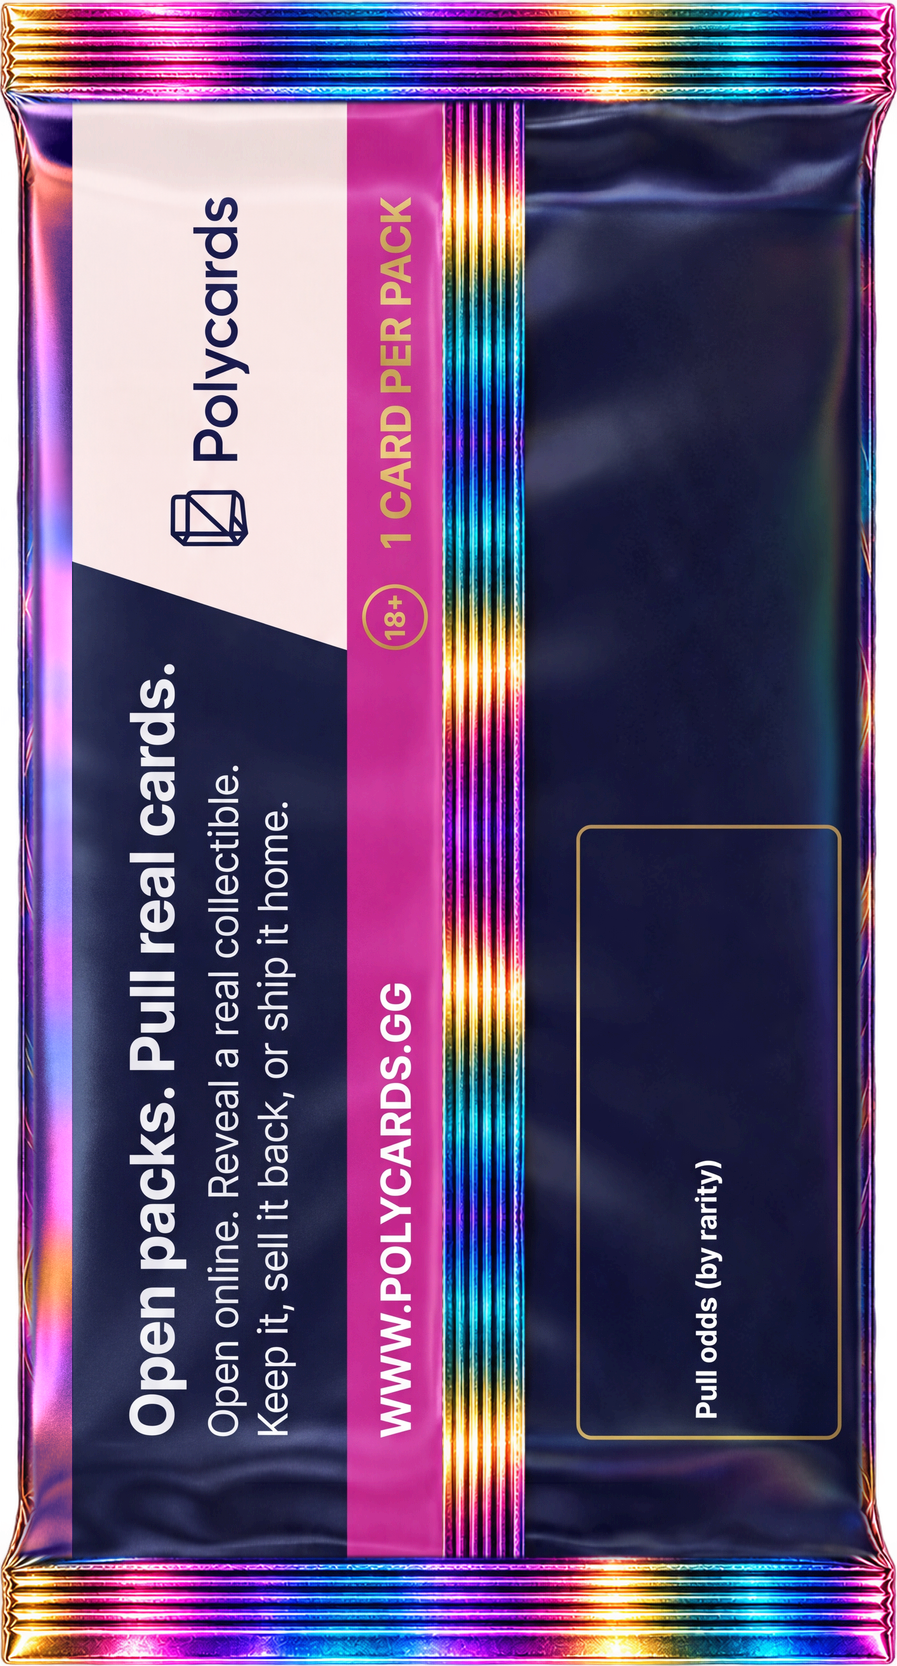 Polycards
Open packs. Pull real cards.
Open online. Reveal a real collectible.
Keep it, sell it back, or ship it home.
WWW.POLYCARDS.GG
18+
1 CARD PER PACK
Pull odds (by rarity)